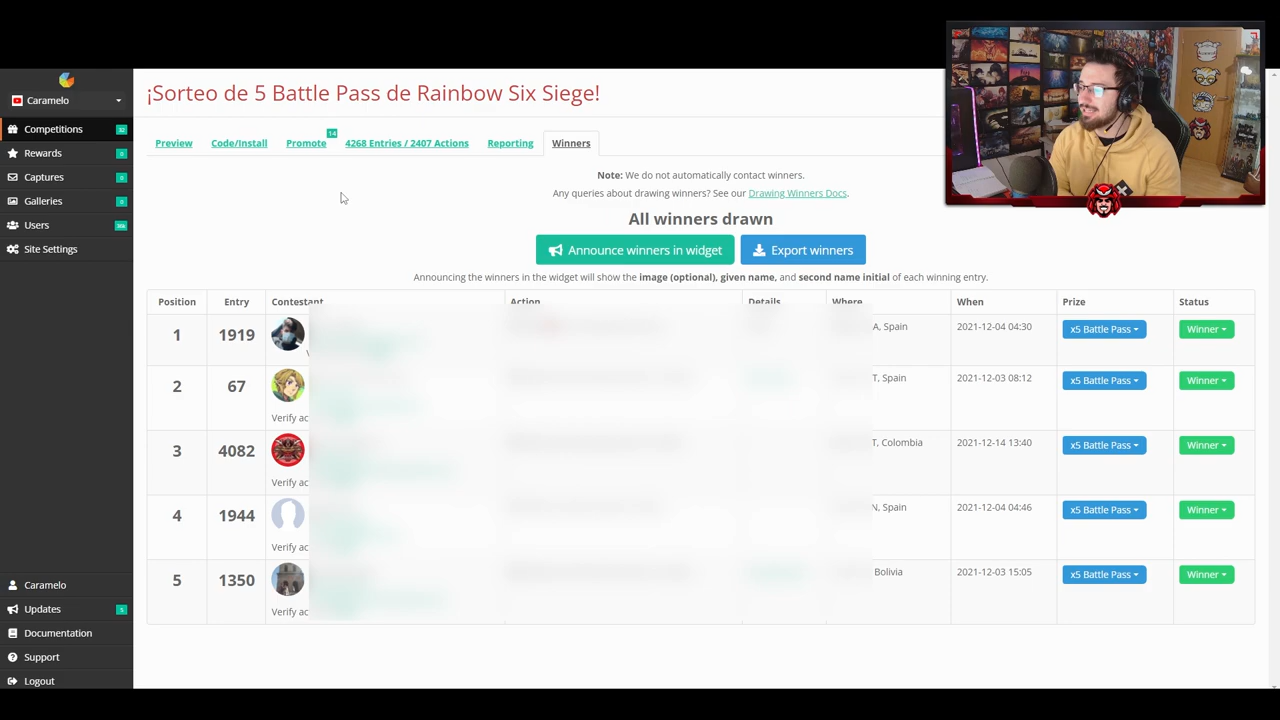 Caramelo
Competitions 32
Rewards 0
Captures 0
Galleries 0
Users
Site Settings
Caramelo
Updates 5
Documentation
Support
Logout
¡Sorteo de 5 Battle Pass de Rainbow Six Siege!
Preview Code/Install Promote 14 4268 Entries / 2407 Actions Reporting Winners
Note: We do not automatically contact winners.
Any queries about drawing winners? See our Drawing Winners Docs.
All winners drawn
Announce winners in widget Export winners
Announcing the winners in the widget will show the image (optional), given name, and second name initial of each winning entry.
Position Entry Contestant Action Details Where When Prize Status
1 1919 A, Spain 2021-12-04 04:30 x5 Battle Pass Winner
2 67 T, Spain 2021-12-03 08:12 x5 Battle Pass Winner
Verify ac
3 4082 T, Colombia 2021-12-14 13:40 x5 Battle Pass Winner
Verify ac
4 1944 N, Spain 2021-12-04 04:46 x5 Battle Pass Winner
Verify ac
5 1350 Bolivia 2021-12-03 15:05 x5 Battle Pass Winner
Verify ac